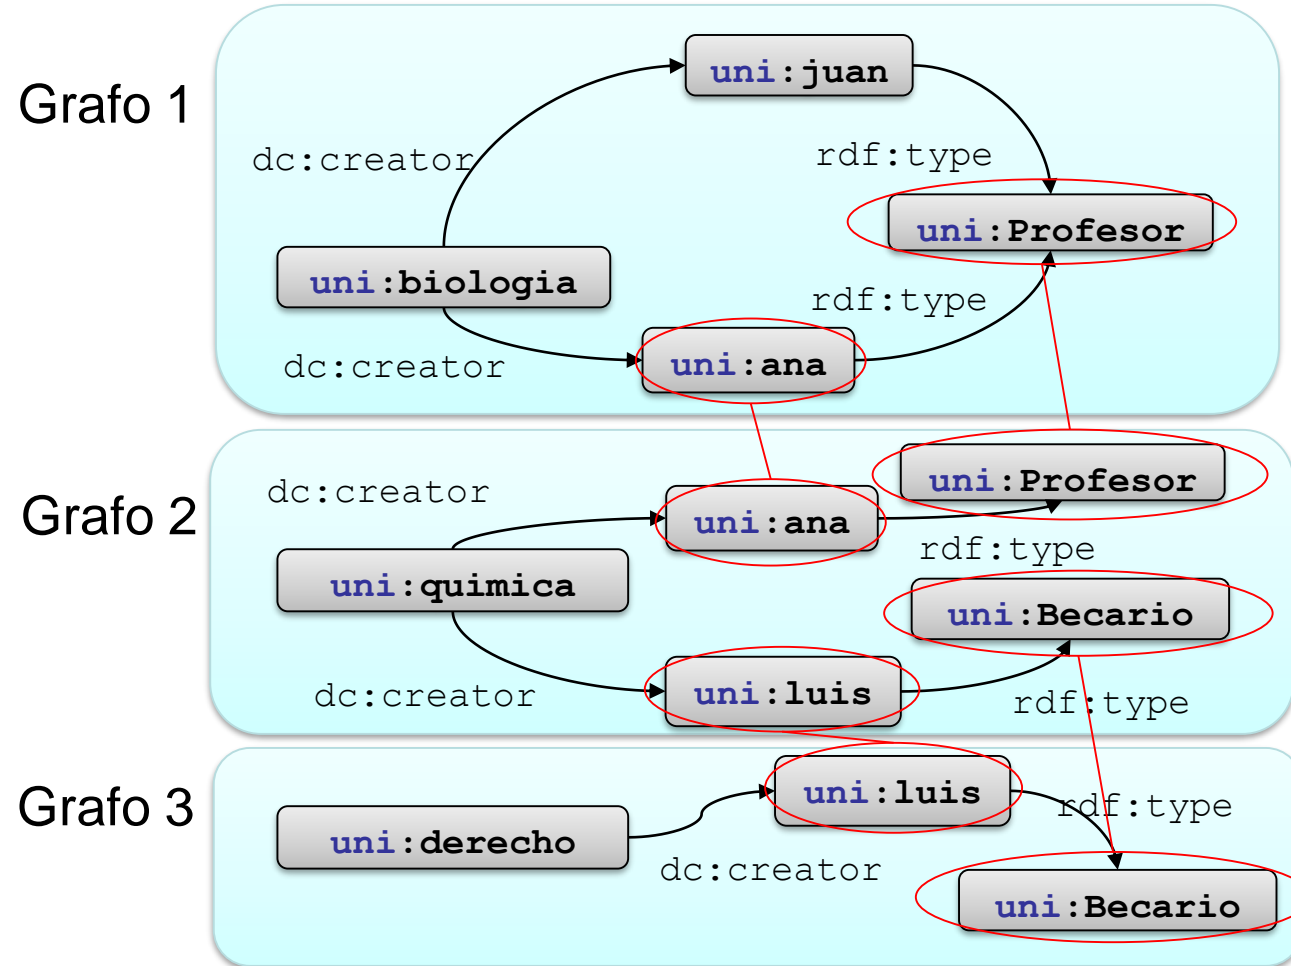 Grafo 1
uni:juan
dc:creator
rdf:type
uni:Profesor
uni:biologia
rdf:type
dc:creator
uni:ana
Grafo 2
dc:creator
uni:Profesor
uni:ana
rdf:type
uni:quimica
uni:Becario
dc:creator
uni:luis
rdf:type
Grafo 3
uni:luis
rdf:type
uni:derecho
dc:creator
uni:Becario